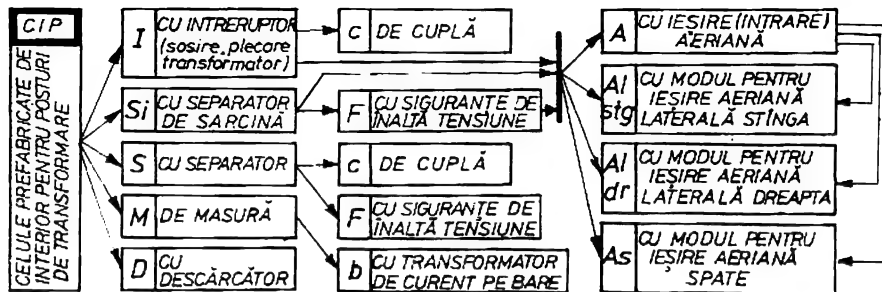 CIP
CELULE PREFABRICATE DE
INTERIOR PENTRU POSTURI
DE TRANSFORMARE
I
CU INTRERUPTOR
(sosire, plecare
transformator)
Si
CU SEPARATOR
DE SARCINĂ
S
CU SEPARATOR
M
DE MASURĂ
D
CU
DESCĂRCĂTOR
c
DE CUPLĂ
F
CU SIGURANȚE DE
ÎNALTĂ TENSIUNE
c
DE CUPLĂ
F
CU SIGURANȚE DE
ÎNALTĂ TENSIUNE
b
CU TRANSFORMATOR
DE CURENT PE BARE
A
CU IEȘIRE (INTRARE)
AERIANĂ
Al
stg
CU MODUL PENTRU
IEȘIRE AERIANĂ
LATERALĂ STÎNGA
Al
dr
CU MODUL PENTRU
IEȘIRE AERIANĂ
LATERALĂ DREAPTA
As
CU MODUL PENTRU
IEȘIRE AERIANĂ
SPATE